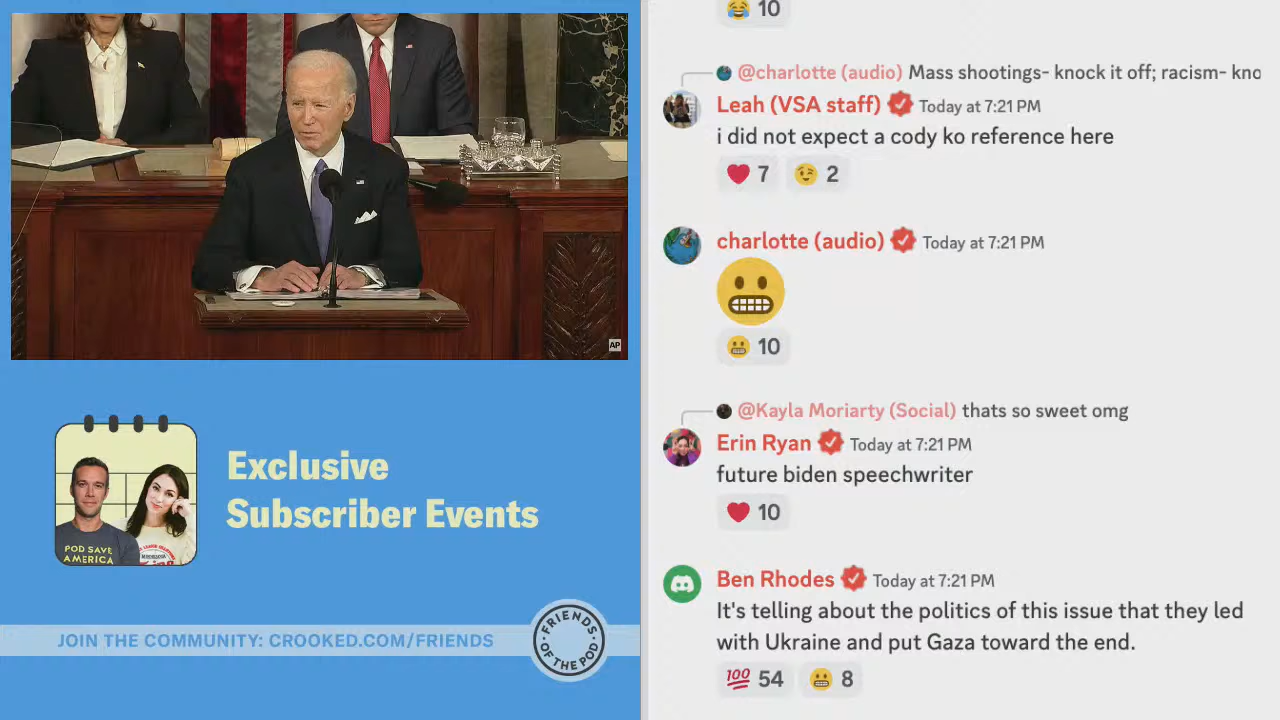 AP
Exclusive
Subscriber Events
POD SAVE
AMERICA
JOIN THE COMMUNITY: CROOKED.COM/FRIENDS
·FRIENDS·
OF THE POD
10
@charlotte (audio) Mass shootings- knock it off; racism- kno
Leah (VSA staff) Today at 7:21 PM
i did not expect a cody ko reference here
7 2
charlotte (audio) Today at 7:21 PM
10
@Kayla Moriarty (Social) thats so sweet omg
Erin Ryan Today at 7:21 PM
future biden speechwriter
10
Ben Rhodes Today at 7:21 PM
It's telling about the politics of this issue that they led
with Ukraine and put Gaza toward the end.
100 54 8